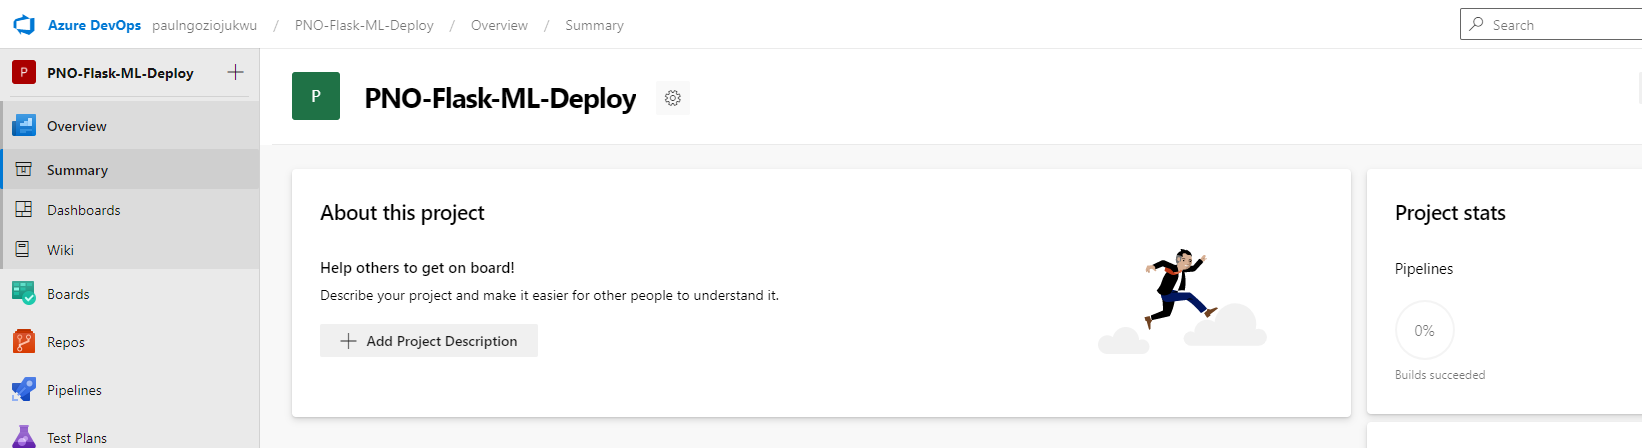 Azure DevOps paulngoziojukwu / PNO-Flask-ML-Deploy / Overview / Summary
Search
P PNO-Flask-ML-Deploy
Overview
Summary
Dashboards
Wiki
Boards
Repos
Pipelines
Test Plans
P PNO-Flask-ML-Deploy
About this project
Help others to get on board!
Describe your project and make it easier for other people to understand it.
Add Project Description
Project stats
Pipelines
0%
Builds succeeded